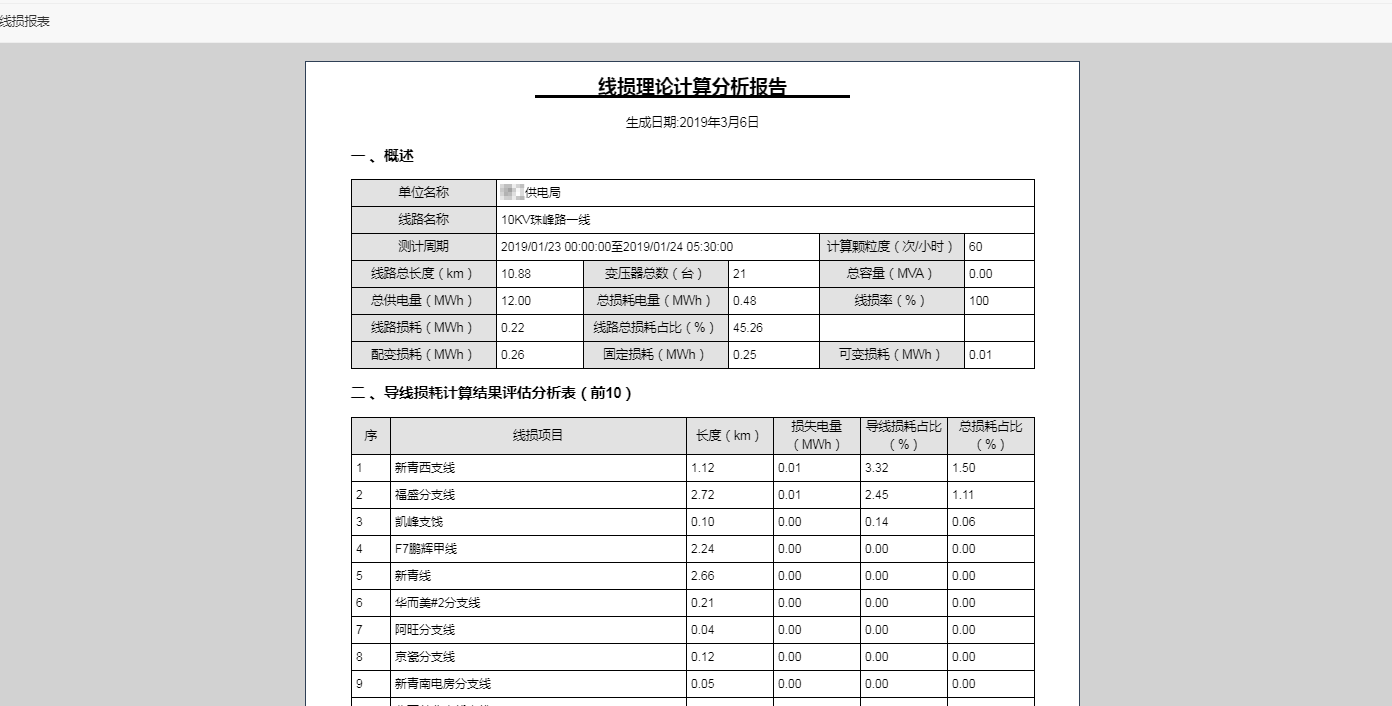 线损报表
线损理论计算分析报告
生成日期:2019年3月6日
一、概述
单位名称 供电局
线路名称 10KV珠峰路一线
测计周期 2019/01/23 00:00:00至2019/01/24 05:30:00 计算颗粒度（次/小时） 60
线路总长度（km） 10.88 变压器总数（台） 21 总容量（MVA） 0.00
总供电量（MWh） 12.00 总损耗电量（MWh） 0.48 线损率（%） 100
线路损耗（MWh） 0.22 线路总损耗占比（%） 45.26
配变损耗（MWh） 0.26 固定损耗（MWh） 0.25 可变损耗（MWh） 0.01
二、导线损耗计算结果评估分析表（前10）
序 线损项目 长度（km） 损失电量（MWh） 导线损耗占比（%） 总损耗占比（%）
1 新青西支线 1.12 0.01 3.32 1.50
2 福盛分支线 2.72 0.01 2.45 1.11
3 凯峰支饯 0.10 0.00 0.14 0.06
4 F7鹏辉甲线 2.24 0.00 0.00 0.00
5 新青线 2.66 0.00 0.00 0.00
6 华而美#2分支线 0.21 0.00 0.00 0.00
7 阿旺分支线 0.04 0.00 0.00 0.00
8 京瓷分支线 0.12 0.00 0.00 0.00
9 新青南电房分支线 0.05 0.00 0.00 0.00